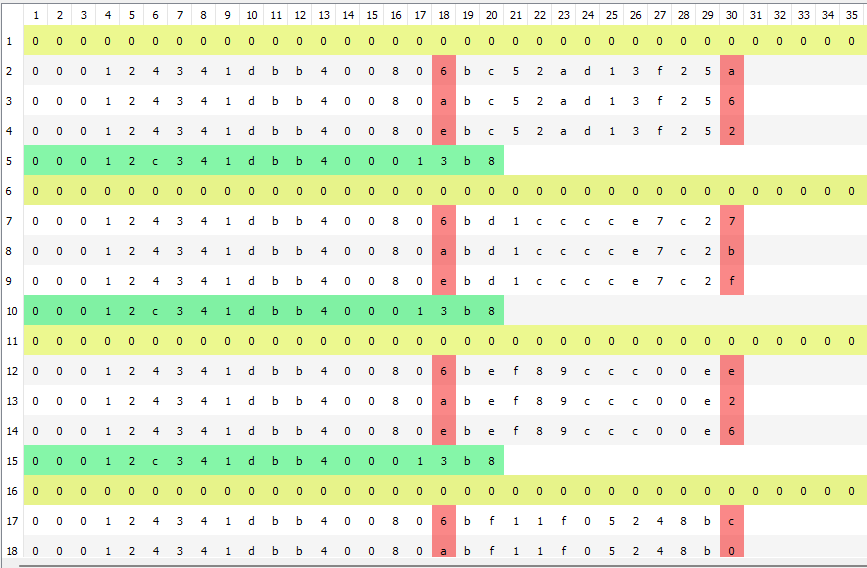 1 2 3 4 5 6 7 8 9 10 11 12 13 14 15 16 17 18 19 20 21 22 23 24 25 26 27 28 29 30 31 32 33 34 35
1 0 0 0 0 0 0 0 0 0 0 0 0 0 0 0 0 0 0 0 0 0 0 0 0 0 0 0 0 0 0 0 0 0 0 0
2 0 0 0 1 2 4 3 4 1 d b b 4 0 0 8 0 6 b c 5 2 a d 1 3 f 2 5 a
3 0 0 0 1 2 4 3 4 1 d b b 4 0 0 8 0 a b c 5 2 a d 1 3 f 2 5 6
4 0 0 0 1 2 4 3 4 1 d b b 4 0 0 8 0 e b c 5 2 a d 1 3 f 2 5 2
5 0 0 0 1 2 c 3 4 1 d b b 4 0 0 0 1 3 b 8
6 0 0 0 0 0 0 0 0 0 0 0 0 0 0 0 0 0 0 0 0 0 0 0 0 0 0 0 0 0 0 0 0 0 0 0
7 0 0 0 1 2 4 3 4 1 d b b 4 0 0 8 0 6 b d 1 c c c c e 7 c 2 7
8 0 0 0 1 2 4 3 4 1 d b b 4 0 0 8 0 a b d 1 c c c c e 7 c 2 b
9 0 0 0 1 2 4 3 4 1 d b b 4 0 0 8 0 e b d 1 c c c c e 7 c 2 f
10 0 0 0 1 2 c 3 4 1 d b b 4 0 0 0 1 3 b 8
11 0 0 0 0 0 0 0 0 0 0 0 0 0 0 0 0 0 0 0 0 0 0 0 0 0 0 0 0 0 0 0 0 0 0 0
12 0 0 0 1 2 4 3 4 1 d b b 4 0 0 8 0 6 b e f 8 9 c c c 0 0 e e
13 0 0 0 1 2 4 3 4 1 d b b 4 0 0 8 0 a b e f 8 9 c c c 0 0 e 2
14 0 0 0 1 2 4 3 4 1 d b b 4 0 0 8 0 e b e f 8 9 c c c 0 0 e 6
15 0 0 0 1 2 c 3 4 1 d b b 4 0 0 0 1 3 b 8
16 0 0 0 0 0 0 0 0 0 0 0 0 0 0 0 0 0 0 0 0 0 0 0 0 0 0 0 0 0 0 0 0 0 0 0
17 0 0 0 1 2 4 3 4 1 d b b 4 0 0 8 0 6 b f 1 1 f 0 5 2 4 8 b c
18 0 0 0 1 2 4 3 4 1 d b b 4 0 0 8 0 a b f 1 1 f 0 5 2 4 8 b 0